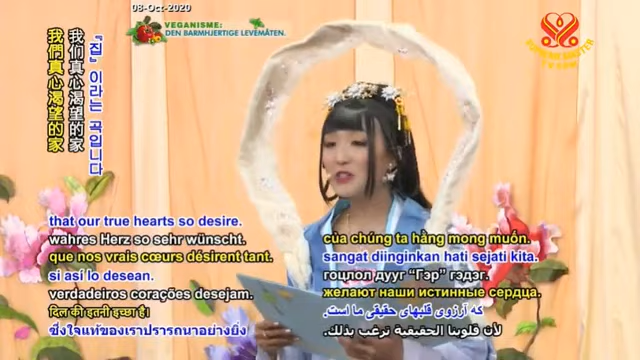 08-Oct-2020
VEGANISME:
DEN BARMHJERTIGE LEVEMÅTEN.
SUPREME MASTER
TV.COM
『집』이라는 곡입니다
我们真心渴望的家
我們真心渴望的家
that our true hearts so desire.
wahres Herz so sehr wünscht.
que nos vrais cœurs désirent tant.
si así lo desean.
verdadeiros corações desejam.
दिल की इतनी इच्छा है।
ซึ่งใจแท้ของเราปรารถนาอย่างยิ่ง
của chúng ta hằng mong muốn.
sangat diinginkan hati sejati kita.
гоцлол дууг “Гэр” гэдэг.
желают наши истинные сердца.
که آرزوی قلبهای حقیقی ما است.
لأن قلوبنا الحقيقية ترغب بذلك.